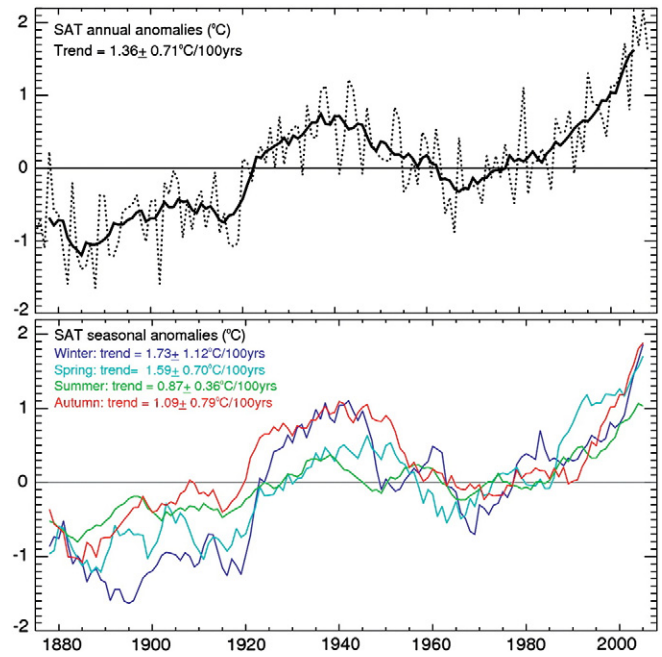 2
SAT annual anomalies (°C)
Trend = 1.36± 0.71°C/100yrs
1
0
-1
-2
2
SAT seasonal anomalies (°C)
Winter: trend = 1.73± 1.12°C/100yrs
Spring: trend= 1.59± 0.70°C/100yrs
Summer: trend = 0.87± 0.36°C/100yrs
Autumn: trend = 1.09± 0.79°C/100yrs
1
0
-1
-2
1880 1900 1920 1940 1960 1980 2000